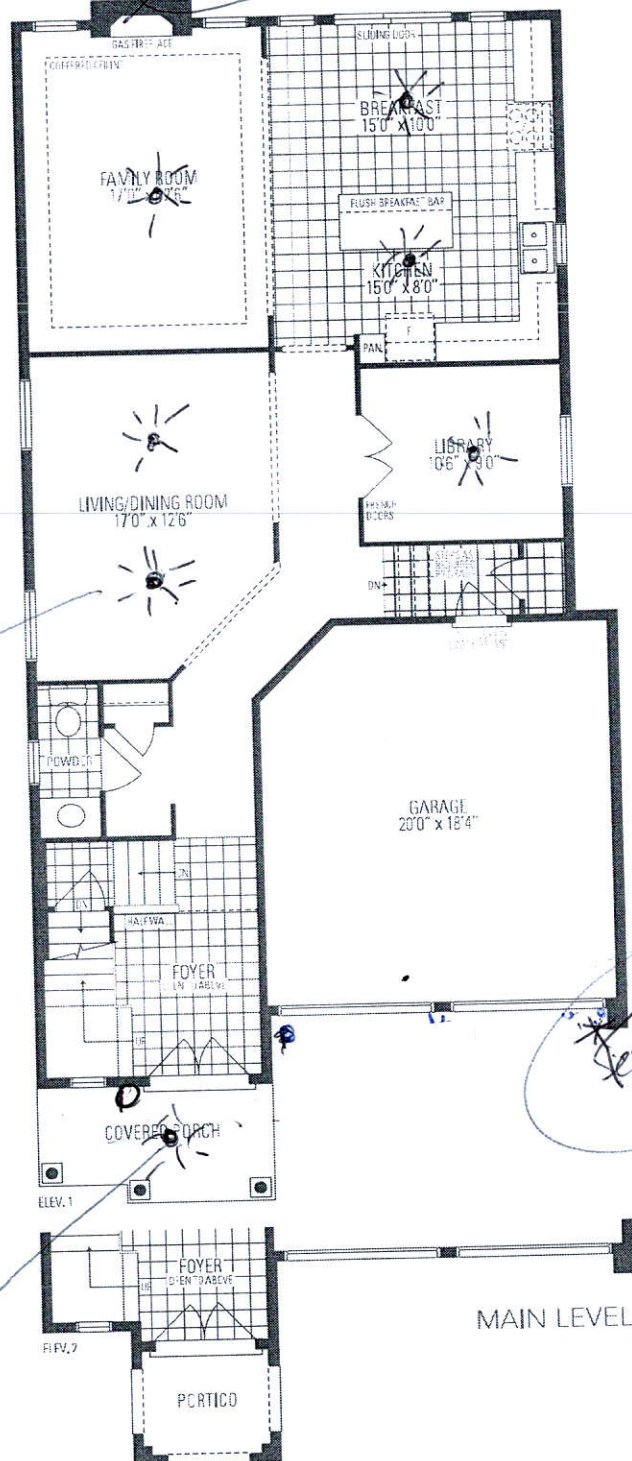 GAS FIREPLACE
COFFERED CEILING
SLIDING DOOR
BREAKFAST
15'0" x 10'0"
FAMILY ROOM
FLUSH BREAKFAST BAR
KITCHEN
15'0" x 8'0"
PAN.
F
LIBRARY
10'6" x 9'0"
LIVING/DINING ROOM
17'0" x 12'6"
FRENCH
DOORS
DN
POWDER
GARAGE
20'0" x 18'4"
DN
DN
HALFWALL
FOYER
OPEN TO ABOVE
UP
COVERED PORCH
ELEV. 1
FOYER
OPEN TO ABOVE
UP
MAIN LEVEL
ELEV. 2
PORTICO